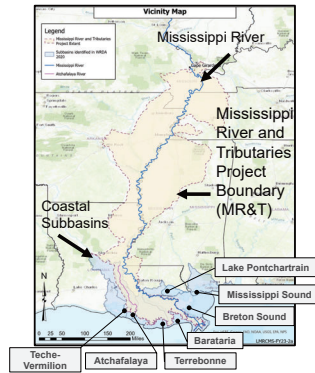 Vicinity Map
Legend
Mississippi River and Tributaries
Project Extent
Subbasins Identified in WRDA
2020
Mississippi River
Atchafalaya River
Mississippi River
Mississippi
River and
Tributaries
Project
Boundary
(MR&T)
Coastal
Subbasins
N
Lake Pontchartrain
Mississippi Sound
Breton Sound
Barataria
Terrebonne
Atchafalaya
Teche-
Vermilion
0 25 50 100 150 200
Miles